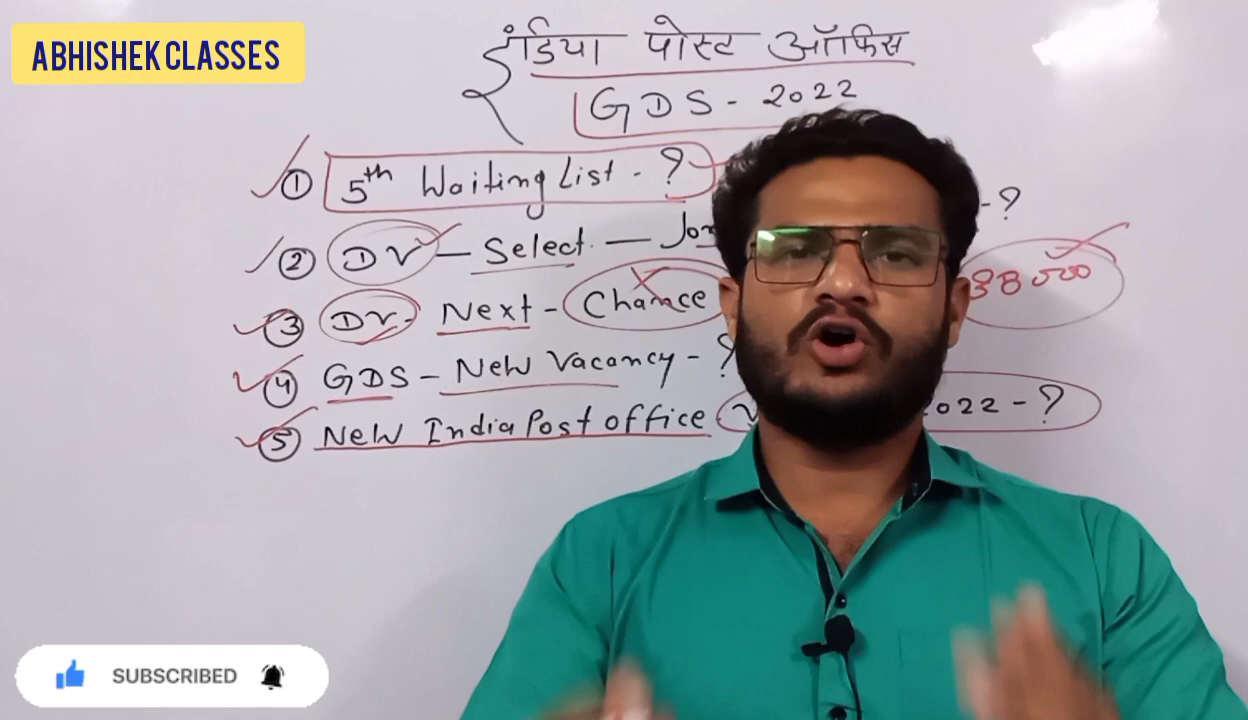 ABHISHEK CLASSES
इंडिया पोस्ट ऑफिस
GDS - 2022
① 5th Waiting List - ?
- ?
② DV - Select - Jon
③ DV - Next - Chance
38000
④ GDS - New Vacancy - ?
⑤ New India Post office 2022 - ?
SUBSCRIBED